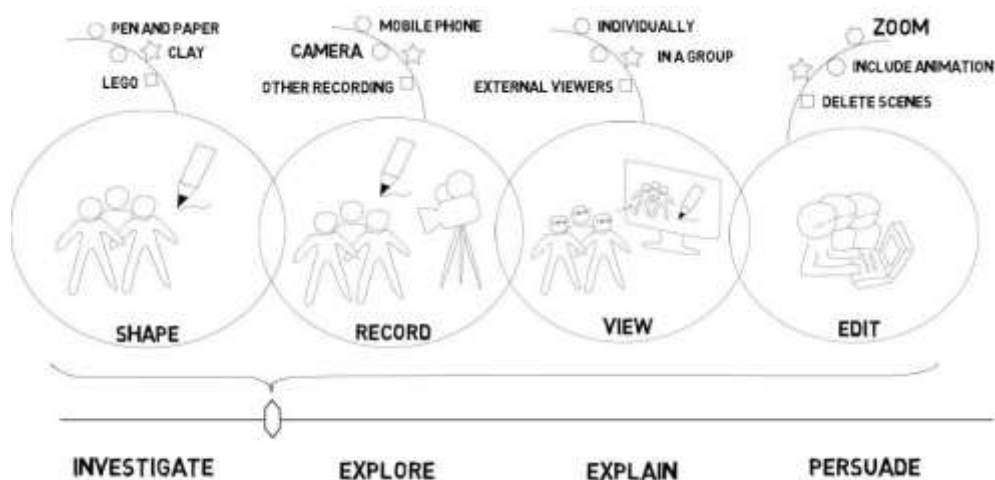 PEN AND PAPER
CLAY
LEGO
MOBILE PHONE
CAMERA
OTHER RECORDING
INDIVIDUALLY
IN A GROUP
EXTERNAL VIEWERS
ZOOM
INCLUDE ANIMATION
DELETE SCENES
SHAPE
RECORD
VIEW
EDIT
INVESTIGATE
EXPLORE
EXPLAIN
PERSUADE